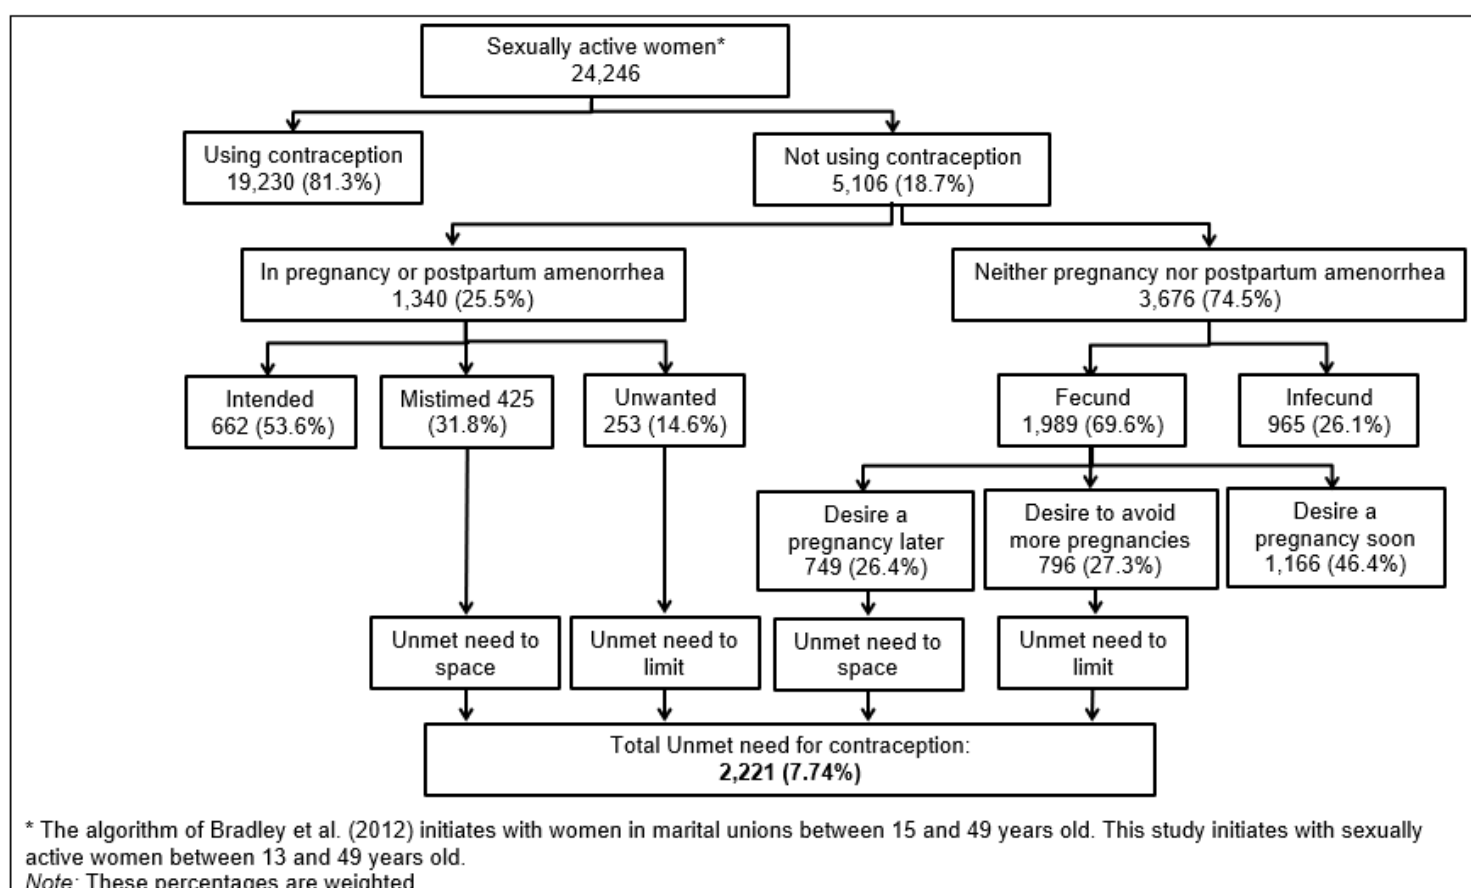 Sexually active women*
24,246
Using contraception
19,230 (81.3%)
Not using contraception
5,106 (18.7%)
In pregnancy or postpartum amenorrhea
1,340 (25.5%)
Neither pregnancy nor postpartum amenorrhea
3,676 (74.5%)
Intended
662 (53.6%)
Mistimed 425
(31.8%)
Unwanted
253 (14.6%)
Fecund
1,989 (69.6%)
Infecund
965 (26.1%)
Desire a
pregnancy later
749 (26.4%)
Desire to avoid
more pregnancies
796 (27.3%)
Desire a
pregnancy soon
1,166 (46.4%)
Unmet need to
space
Unmet need to
limit
Unmet need to
space
Unmet need to
limit
Total Unmet need for contraception:
2,221 (7.74%)
* The algorithm of Bradley et al. (2012) initiates with women in marital unions between 15 and 49 years old. This study initiates with sexually
active women between 13 and 49 years old.
Note: These percentages are weighted